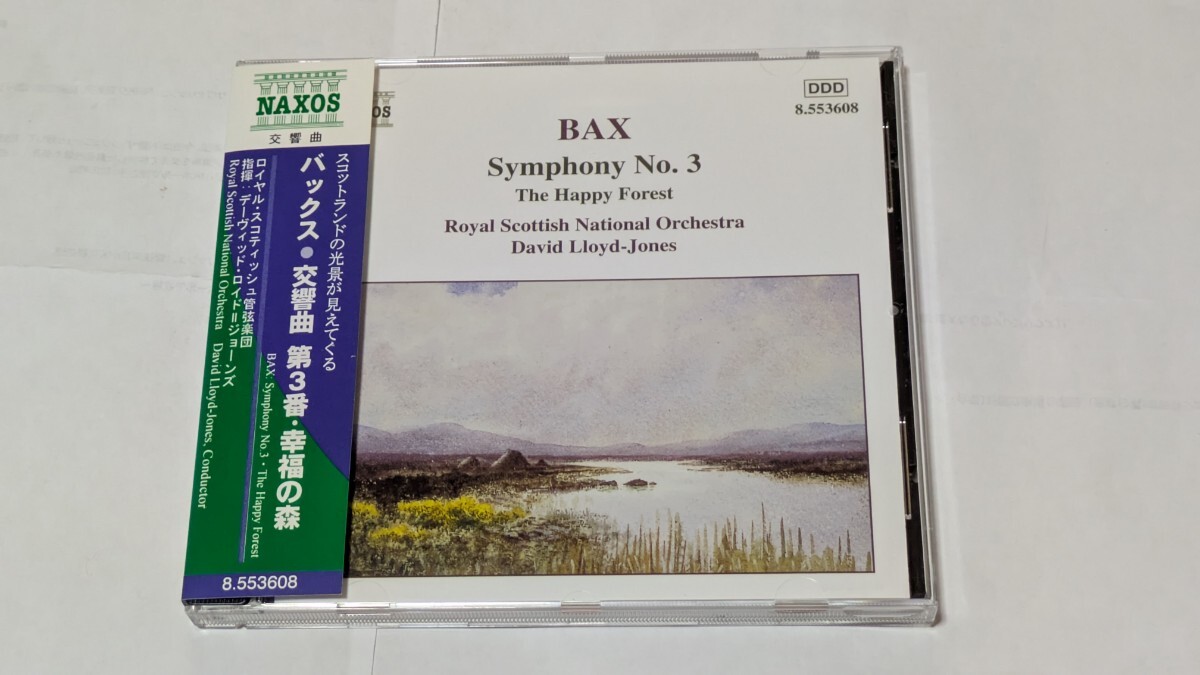 NAXOS
交響曲
スコットランドの光景が見えてくる
バックス●交響曲 第3番・幸福の森
BAX: Symphony No.3・The Happy Forest
ロイヤル・スコティッシュ管弦楽団
指揮:デーヴィッド・ロイド=ジョーンズ
Royal Scottish National Orchestra David Lloyd-Jones, Conductor
8.553608
OS
DDD
8.553608
BAX
Symphony No. 3
The Happy Forest
Royal Scottish National Orchestra
David Lloyd-Jones